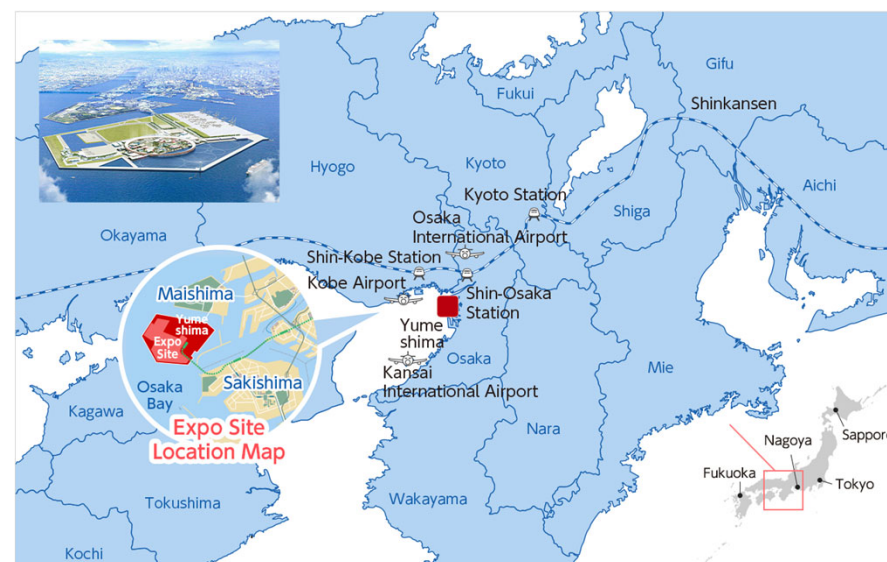 Gifu
Fukui
Shinkansen
Hyogo
Kyoto
Aichi
Kyoto Station
Shiga
Osaka
International Airport
Okayama
Shin-Kobe Station
Kobe Airport
Shin-Osaka
Station
Maishima
Yume
shima
Expo
Site
Yume
shima
Osaka
Mie
Sakishima
Osaka
Bay
Kansai
International Airport
Kagawa
Expo Site
Location Map
Nara
Nagoya
Sapporo
Fukuoka
Tokyo
Tokushima
Wakayama
Kochi